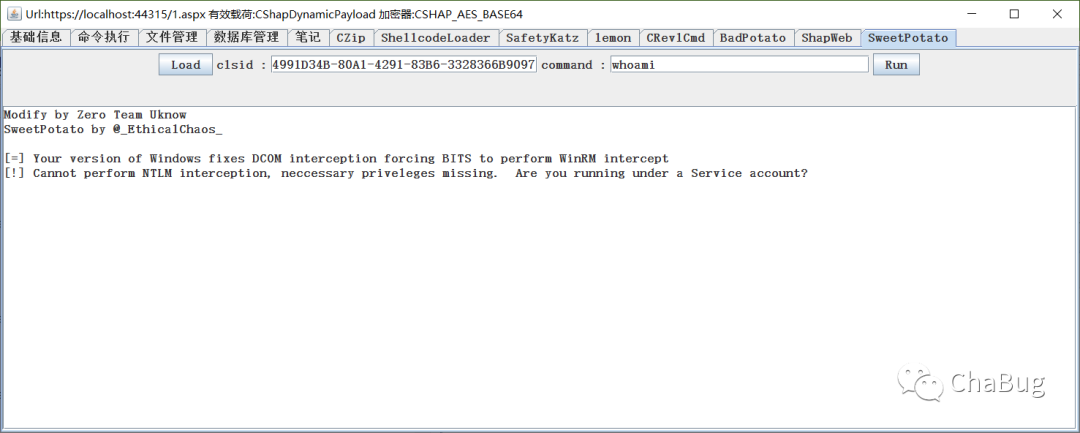 Url:https://localhost:44315/1.aspx 有效载荷:CShapDynamicPayload 加密器:CSHAP_AES_BASE64
基础信息 命令执行 文件管理 数据库管理 笔记 CZip ShellcodeLoader SafetyKatz lemon CRevlCmd BadPotato ShapWeb SweetPotato
Load clsid : 4991D34B-80A1-4291-83B6-3328366B9097 command : whoami Run
Modify by Zero Team Uknow
SweetPotato by @_EthicalChaos_
[=] Your version of Windows fixes DCOM interception forcing BITS to perform WinRM intercept
[!] Cannot perform NTLM interception, neccessary priveleges missing.  Are you running under a Service account?
ChaBug